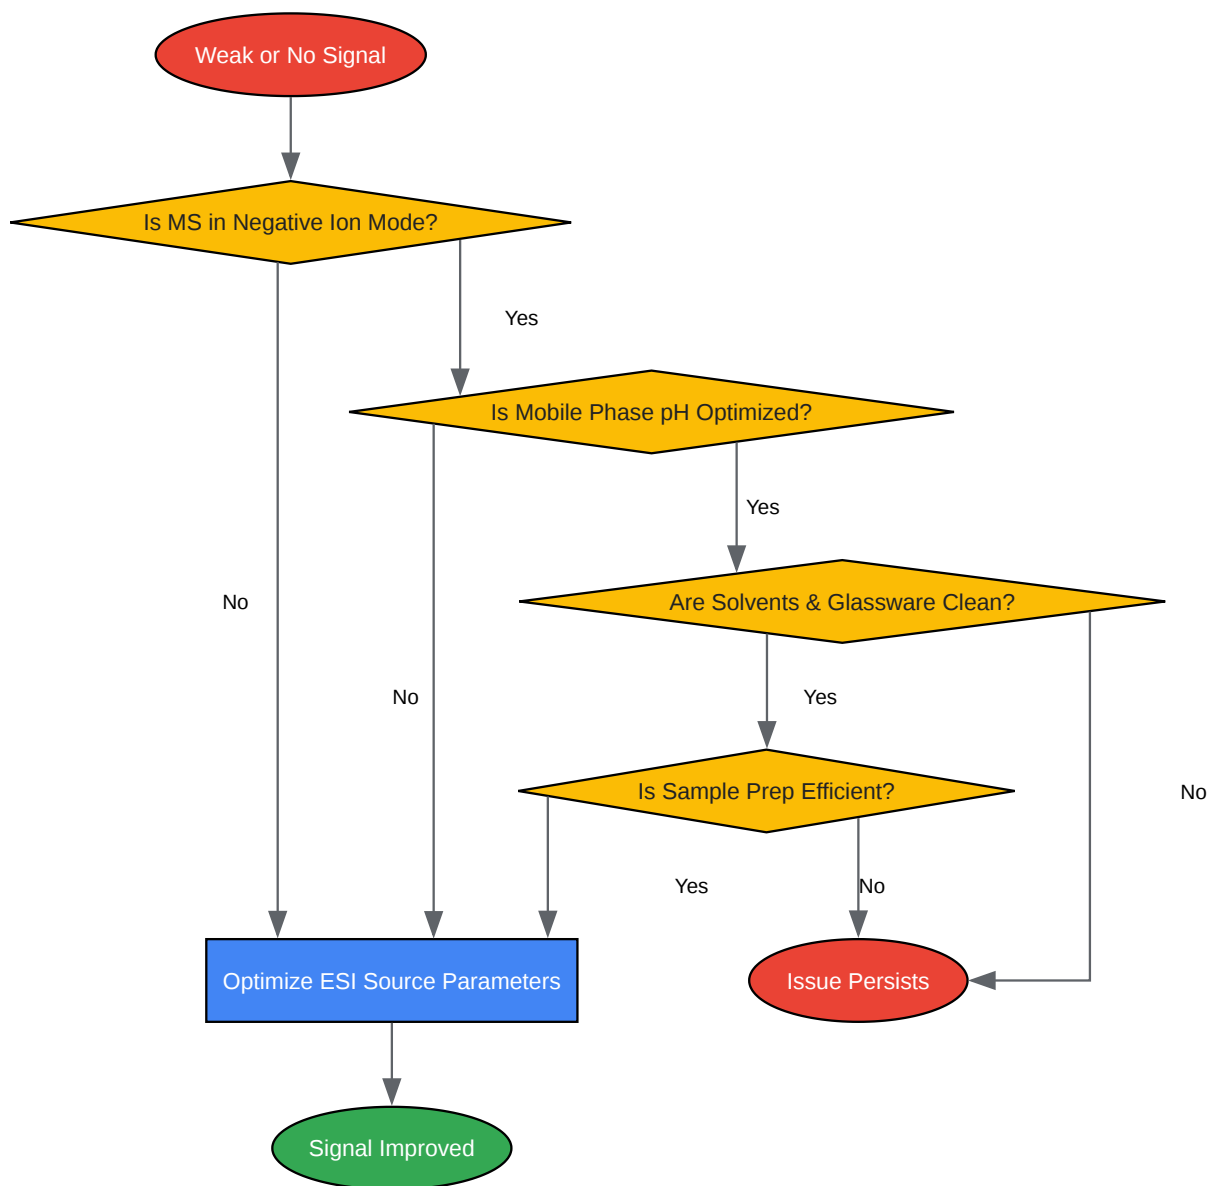 Weak or No Signal
Is MS in Negative Ion Mode?
Yes
Is Mobile Phase pH Optimized?
Yes
Are Solvents & Glassware Clean?
No
No
Yes
Is Sample Prep Efficient?
No
Yes
No
Optimize ESI Source Parameters
Issue Persists
Signal Improved